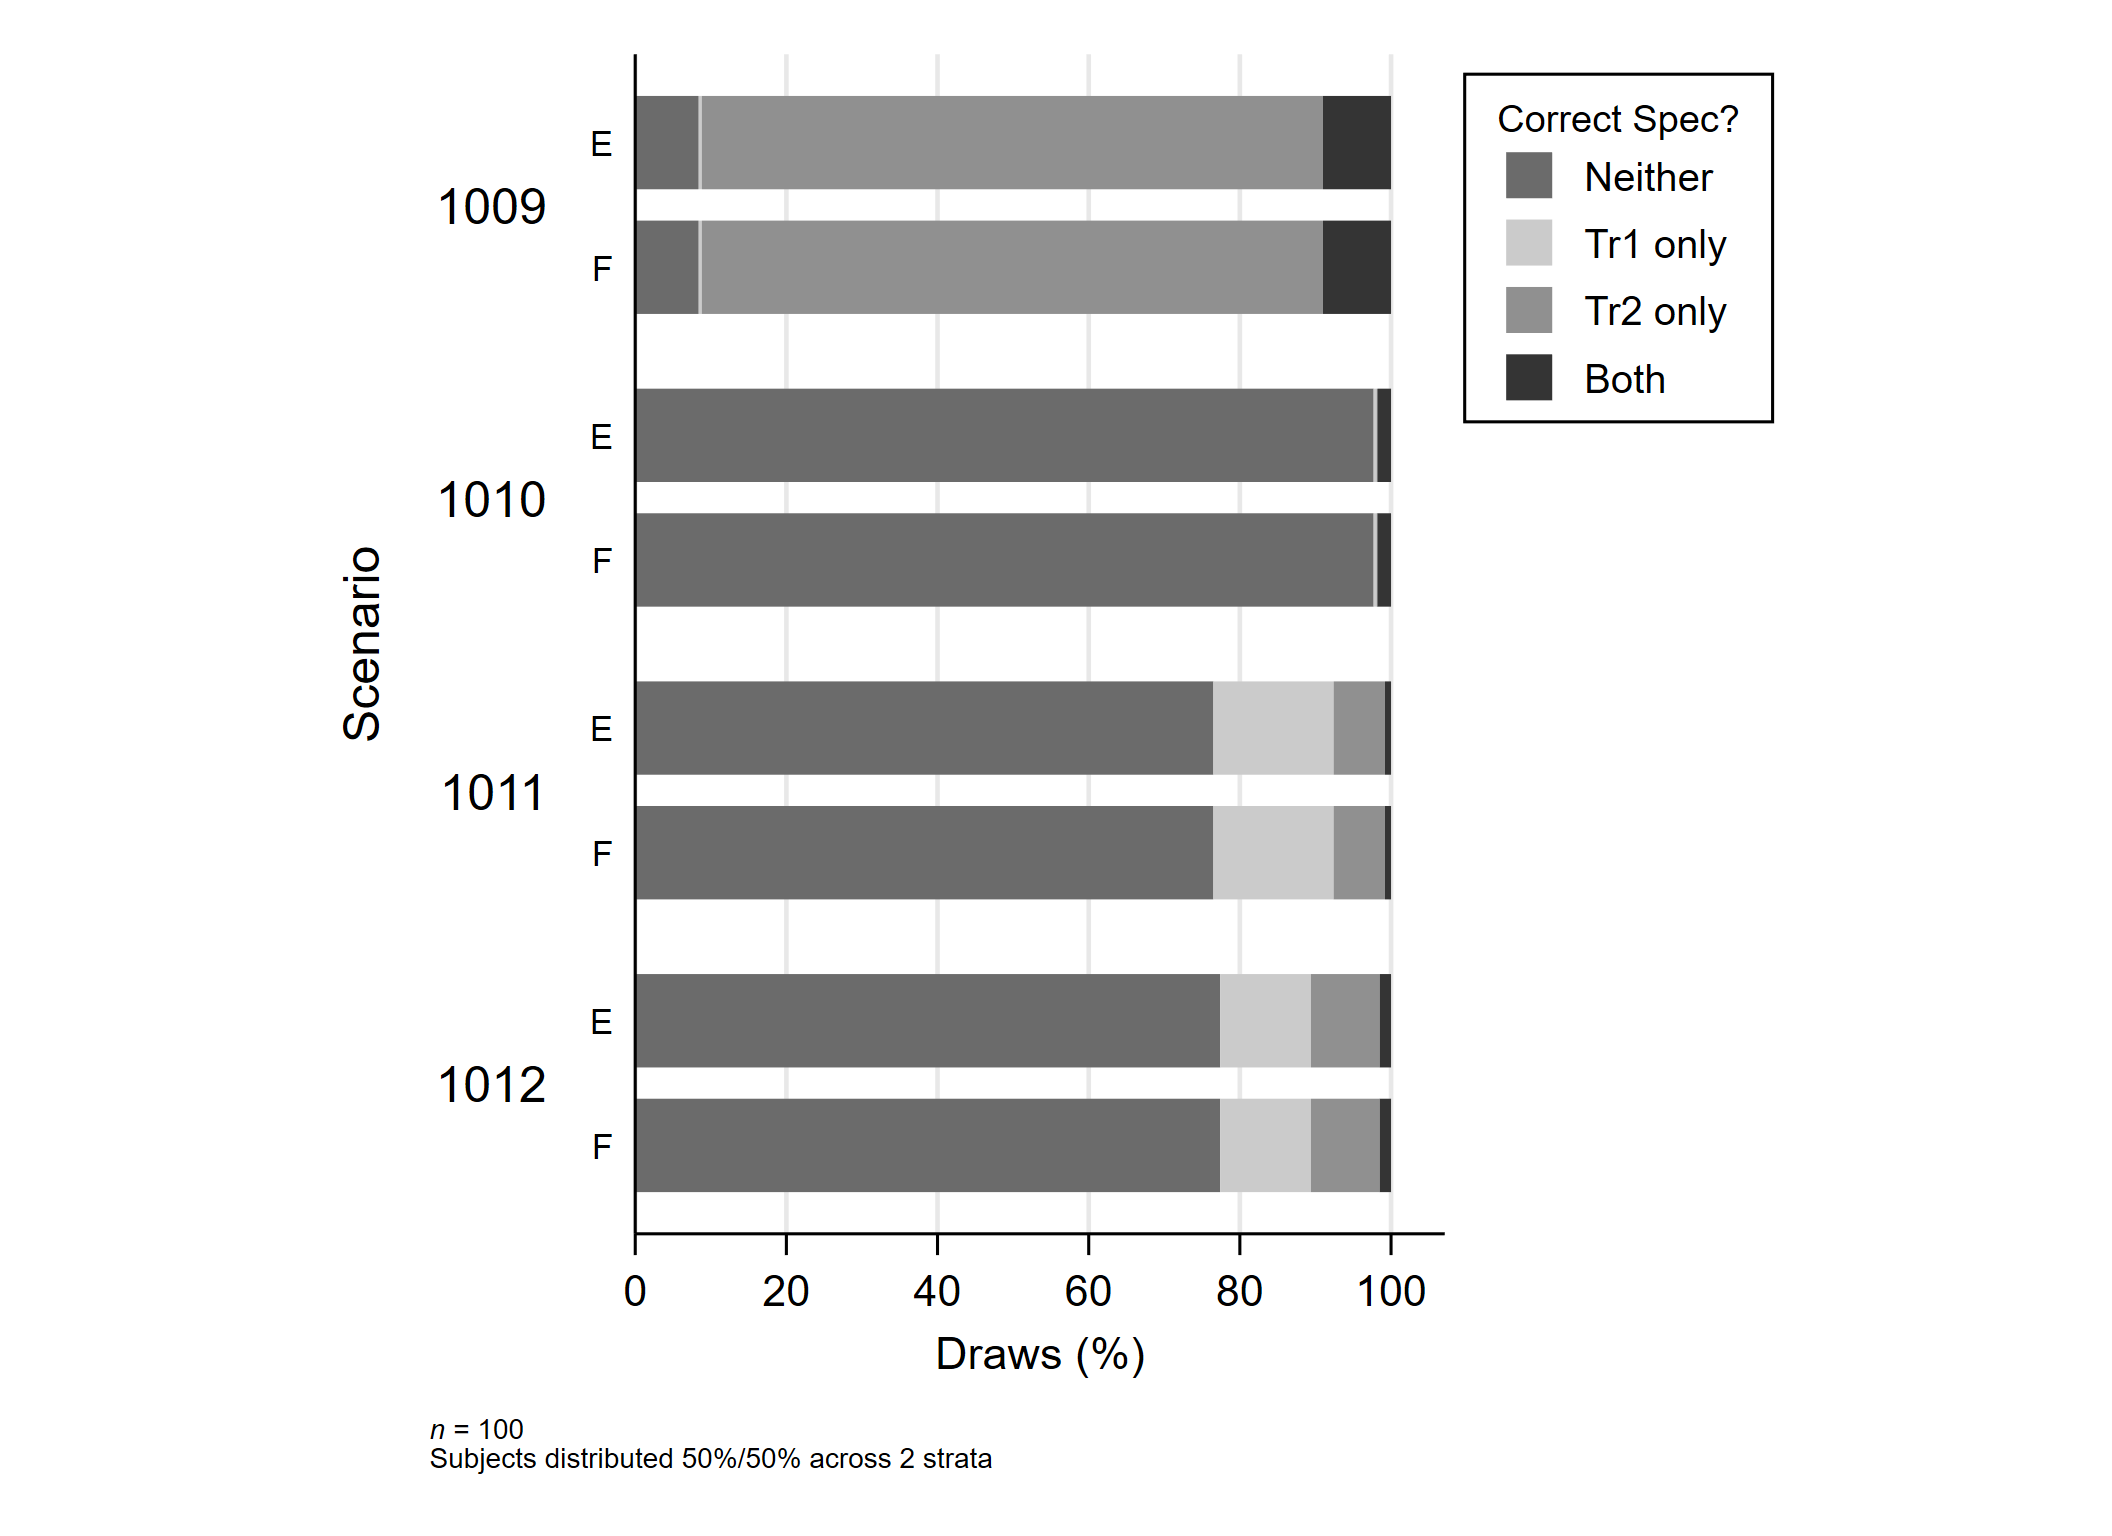 Correct Spec?
Neither
Tr1 only
Tr2 only
Both
Scenario
1009
E
F
1010
E
F
1011
E
F
1012
E
F
0 20 40 60 80 100
Draws (%)
n = 100
Subjects distributed 50%/50% across 2 strata